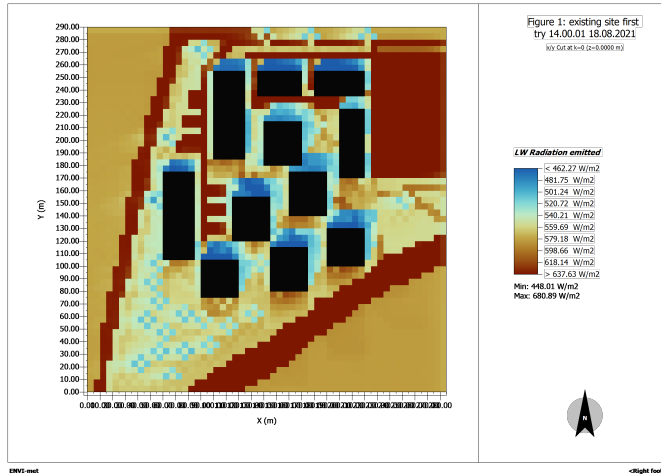 Figure 1: existing site first
try 14.00.01 18.08.2021
x/y Cut at k=0 (z=0.0000 m)
290.00
280.00
270.00
260.00
250.00
240.00
230.00
220.00
210.00
200.00
190.00
180.00
170.00
160.00
150.00
140.00
130.00
120.00
110.00
100.00
90.00
80.00
70.00
60.00
50.00
40.00
30.00
20.00
10.00
0.00
Y (m)
X (m)
LW Radiation emitted
< 462.27 W/m2
481.75 W/m2
501.24 W/m2
520.72 W/m2
540.21 W/m2
559.69 W/m2
579.18 W/m2
598.66 W/m2
618.14 W/m2
> 637.63 W/m2
Min: 448.01 W/m2
Max: 680.89 W/m2
N
ENVI-met
<Right foo